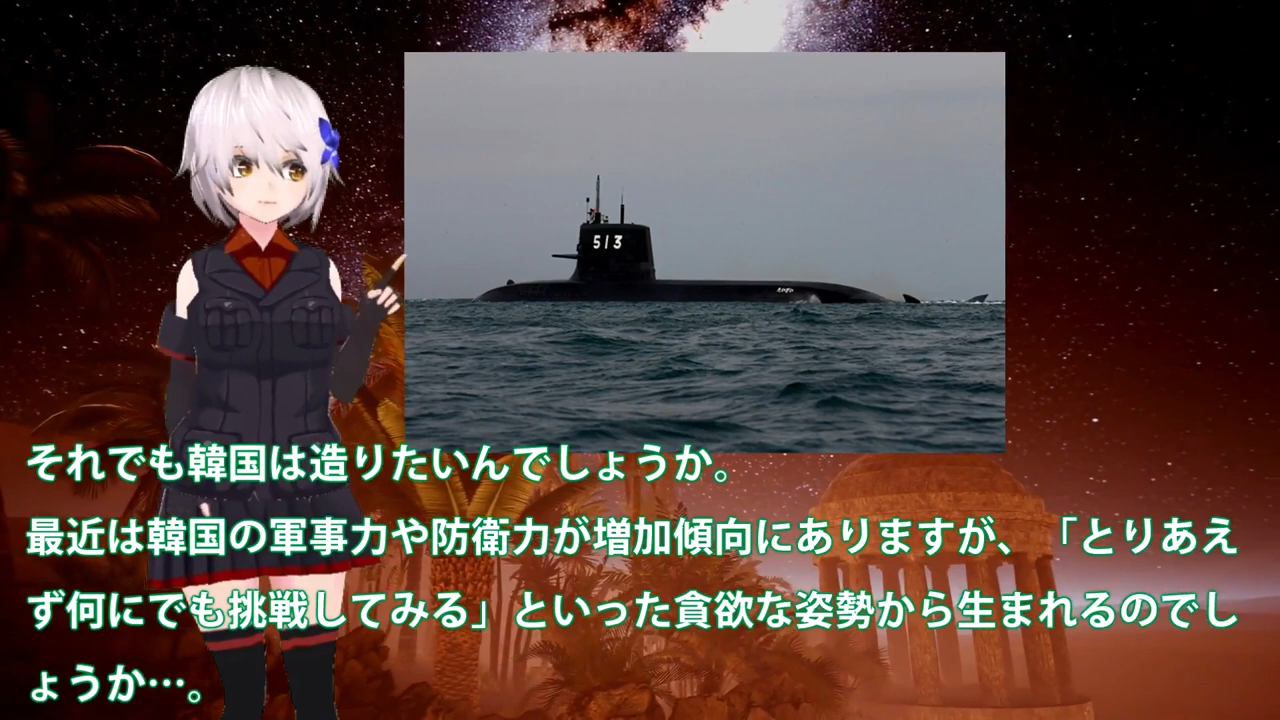 513
それでも韓国は造りたいんでしょうか。
最近は韓国の軍事力や防衛力が増加傾向にありますが、「とりあえ
ず何にでも挑戦してみる」といった貪欲な姿勢から生まれるのでし
ょうか…。